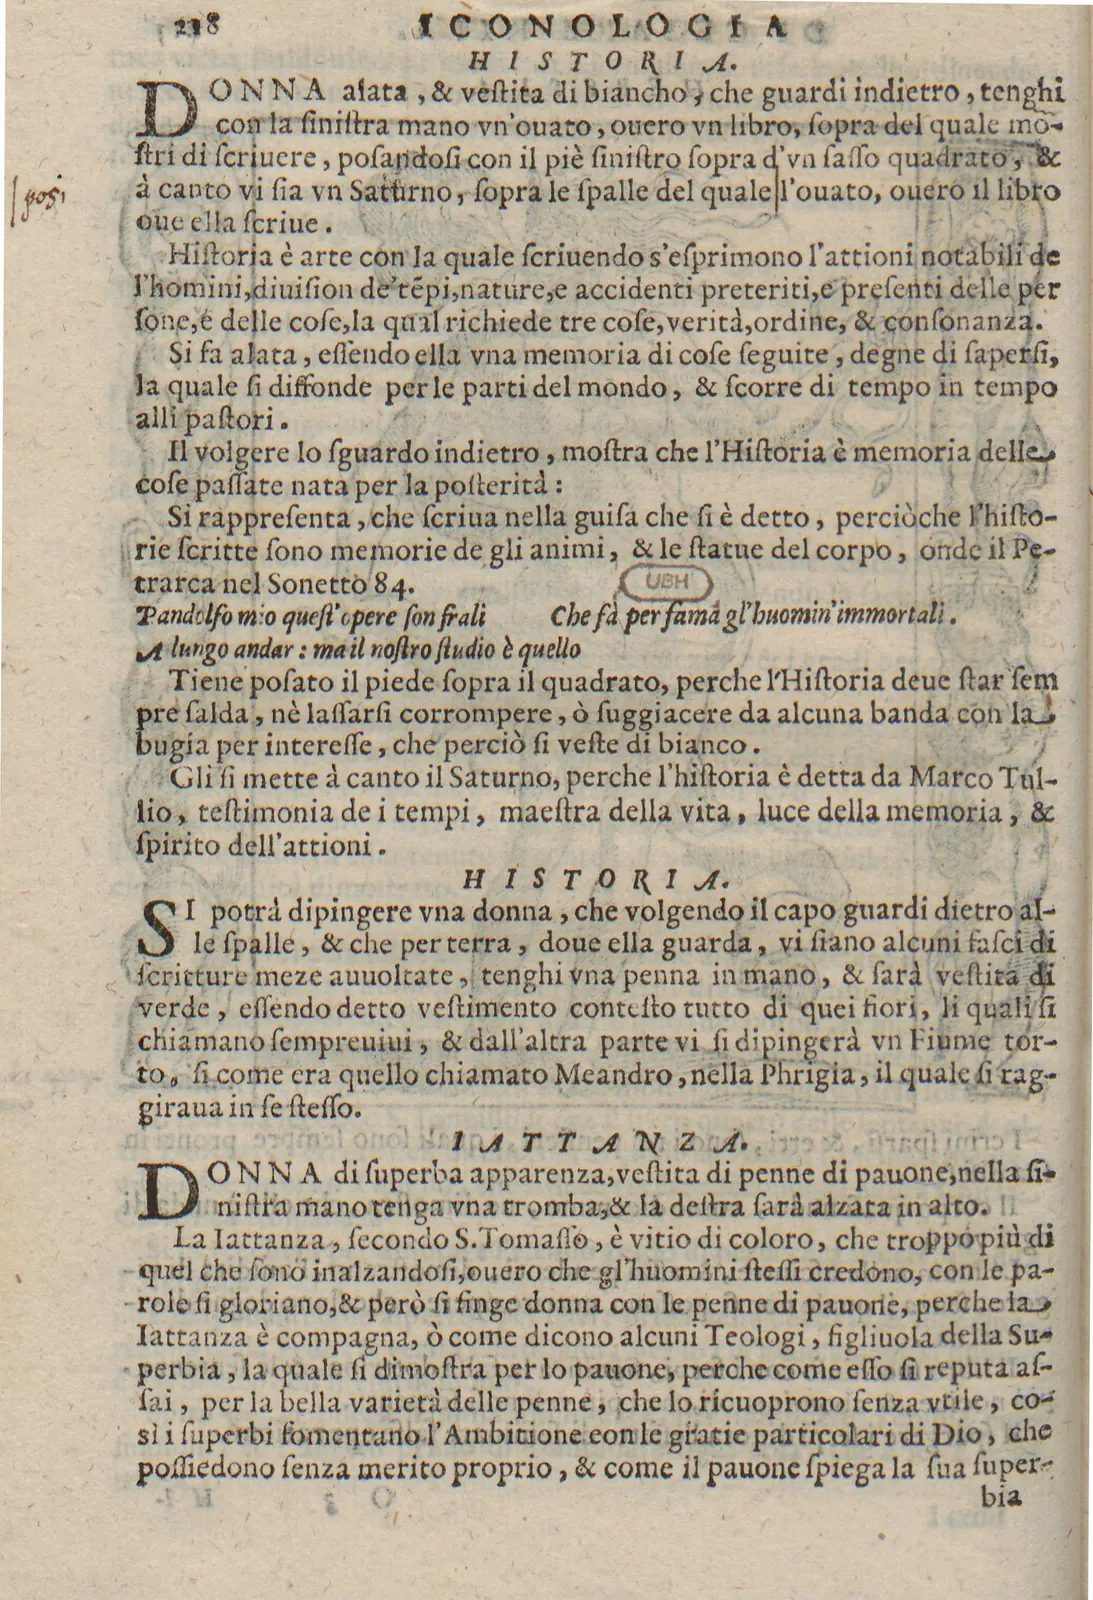 218 ICONOLOGIA
HISTORIA.
DONNA alata, & veſtita di biancho, che guardi indietro, tenghi
con la ſiniſtra mano vn'ouato, ouero vn libro, ſopra del quale mo-
ſtri di ſcriuere, poſandoſi con il piè ſiniſtro ſopra d'vn ſaſſo quadrato, &
à canto vi ſia vn Satturno, ſopra le ſpalle del quale|l'ouato, ouero il libro
posi
oue ella ſcriue.
Hiſtoria è arte con la quale ſcriuendo s'eſprimono l'attioni notabili de
l'homini,diuiſion de'tẽpi,nature,e accidenti preteriti,e preſenti delle per
ſone,e delle coſe,la qual richiede tre coſe,verità,ordine, & conſonanza.
Si fa alata, eſſendo ella vna memoria di coſe ſeguite, degne di ſaperſi,
la quale ſi diffonde per le parti del mondo, & ſcorre di tempo in tempo
alli paſtori.
Il volgere lo ſguardo indietro, moſtra che l'Hiſtoria è memoria delle
coſe paſſate nata per la poſterità:
Si rappreſenta, che ſcriua nella guiſa che ſi è detto, perciòche l'hiſto-
rie ſcritte ſono memorie de gli animi, & le ſtatue del corpo, onde il Pe-
trarca nel Sonetto 84.
UBH
Pandolfo mio queſt'opere ſon frali Che fà per fama gl'huomin'immortali.
A lungo andar: ma il noſtro ſtudio è quello
Tiene poſato il piede ſopra il quadrato, perche l'Hiſtoria deue ſtar ſem
pre ſalda, nè laſſarſi corrompere, ò ſuggiacere da alcuna banda con la
bugia per intereſſe, che perciò ſi veſte di bianco.
Gli ſi mette à canto il Saturno, perche l'hiſtoria è detta da Marco Tul-
lio, teſtimonia de i tempi, maeſtra della vita, luce della memoria, &
ſpirito dell'attioni.
HISTORIA.
SI potrà dipingere vna donna, che volgendo il capo guardi dietro al-
le ſpalle, & che per terra, doue ella guarda, vi ſiano alcuni faſci di
ſcritture meze auuoltate, tenghi vna penna in mano, & ſarà veſtita di
verde, eſſendo detto veſtimento conteſto tutto di quei fiori, li quali ſi
chiamano ſempreuiui, & dall'altra parte vi ſi dipingerà vn Fiume tor-
to, ſi come era quello chiamato Meandro, nella Phrigia, il quale ſi rag-
giraua in ſe ſteſſo.
IATTANZA.
DONNA di ſuperba apparenza,veſtita di penne di pauone,nella ſi-
niſtra mano tenga vna tromba,& la deſtra ſarà alzata in alto.
La Iattanza, ſecondo S.Tomaſſo, è vitio di coloro, che troppo più di
quel che ſono inalzandoſi,ouero che gl'huomini ſteſſi credono, con le pa-
role ſi gloriano,& però ſi finge donna con le penne di pauone, perche la
Iattanza è compagna, ò come dicono alcuni Teologi, figliuola della Su-
perbia, la quale ſi dimoſtra per lo pauone, perche come eſſo ſi reputa aſ-
ſai, per la bella varietà delle penne, che lo ricuoprono ſenza vtile, co-
sì i ſuperbi fomentano l'Ambitione eon le gratie particolari di Dio, che
poſſiedono ſenza merito proprio, & come il pauone ſpiega la ſua ſuper-
bia